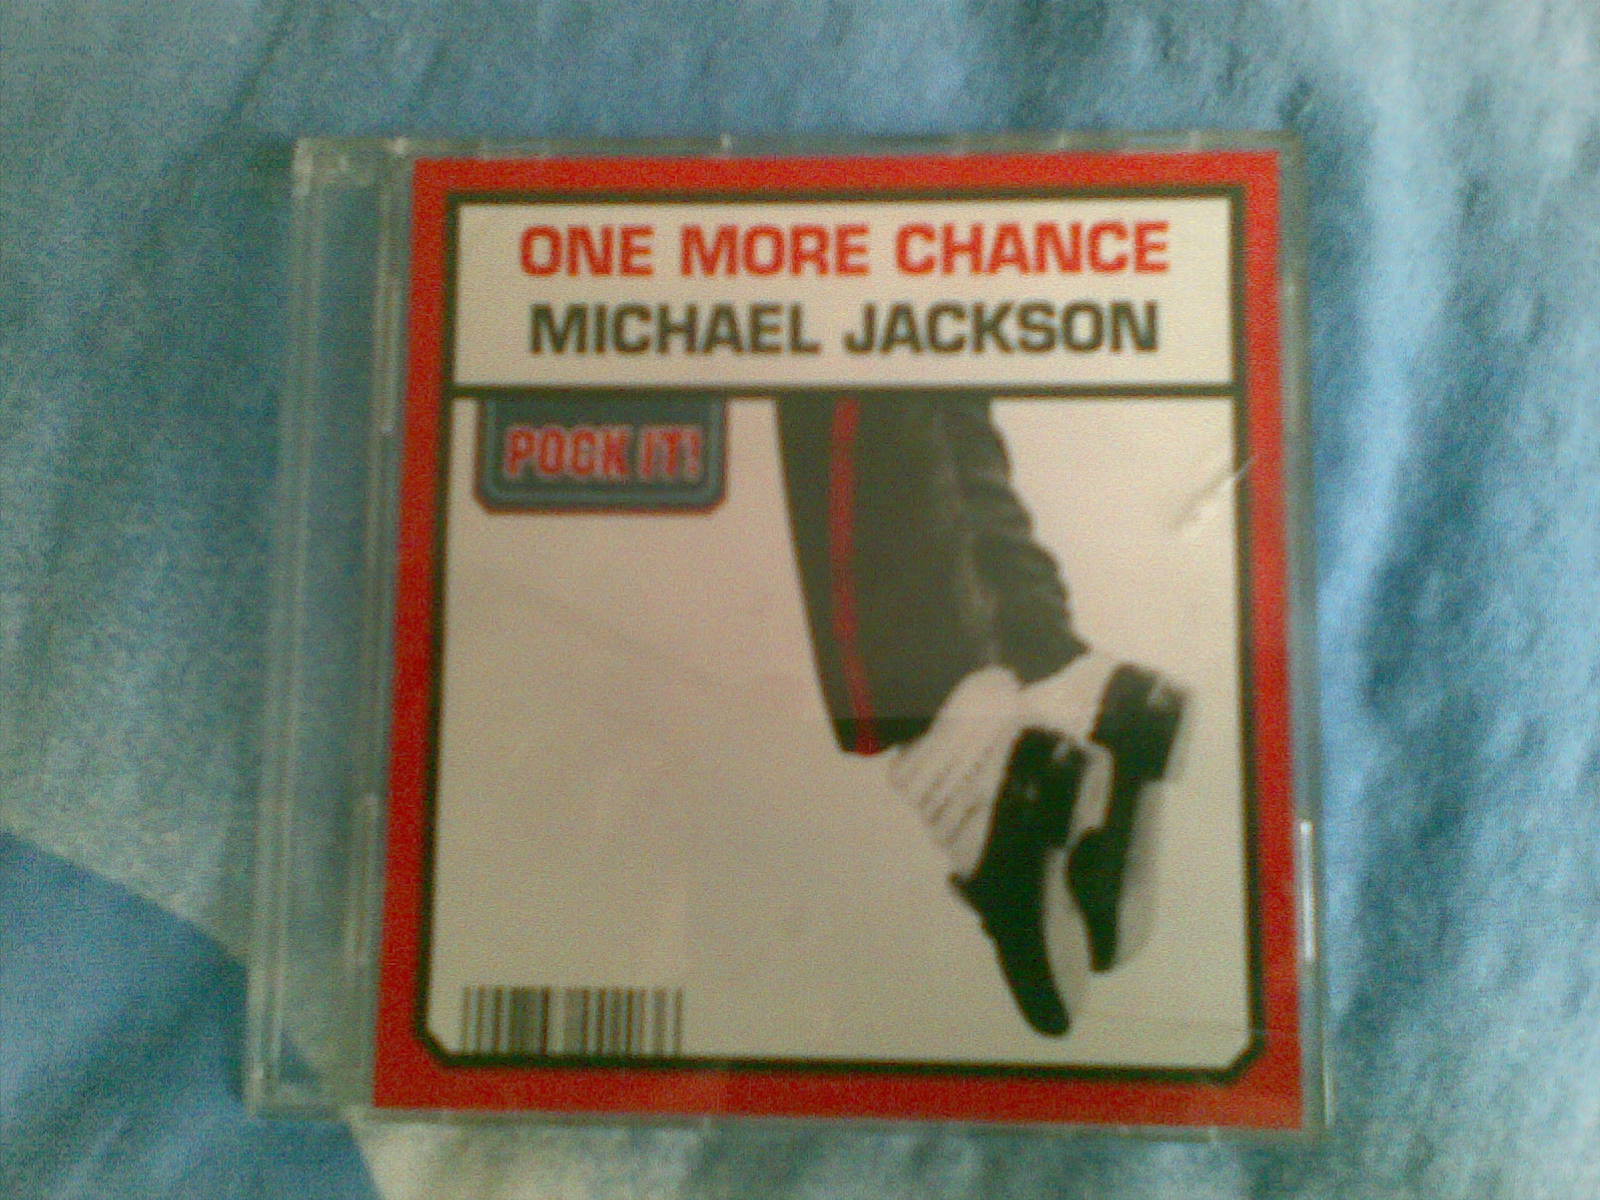 ONE MORE CHANCE
MICHAEL JACKSON
POCK IT!